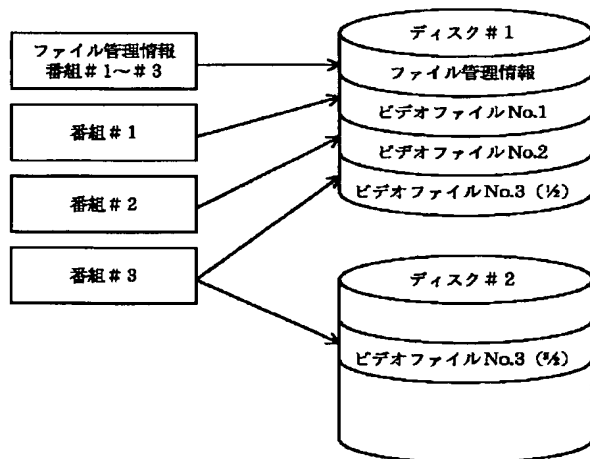 ファイル管理情報
番組＃1〜＃3
番組＃1
番組＃2
番組＃3
ディスク＃1
ファイル管理情報
ビデオファイルNo.1
ビデオファイルNo.2
ビデオファイルNo.3（½）
ディスク＃2
ビデオファイルNo.3（²⁄₂）